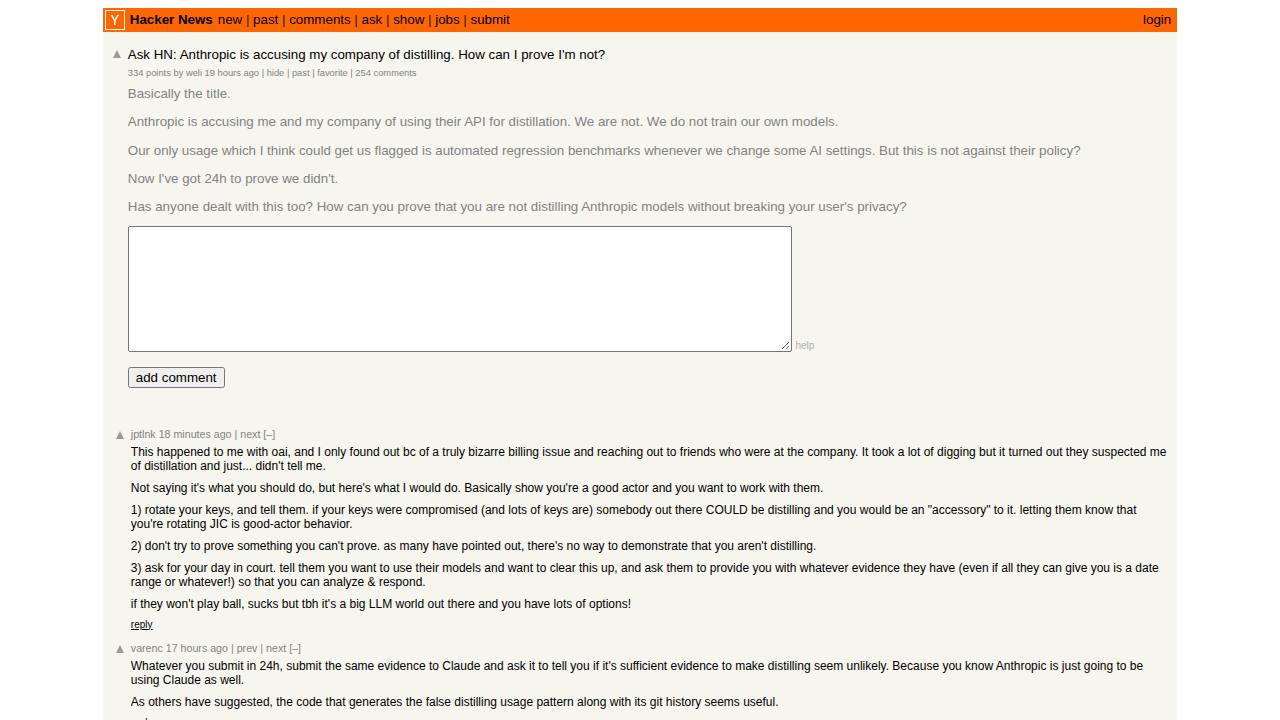 Y Hacker News new | past | comments | ask | show | jobs | submit login
▲ Ask HN: Anthropic is accusing my company of distilling. How can I prove I'm not?
334 points by weli 19 hours ago | hide | past | favorite | 254 comments
Basically the title.
Anthropic is accusing me and my company of using their API for distillation. We are not. We do not train our own models.
Our only usage which I think could get us flagged is automated regression benchmarks whenever we change some AI settings. But this is not against their policy?
Now I've got 24h to prove we didn't.
Has anyone dealt with this too? How can you prove that you are not distilling Anthropic models without breaking your user's privacy?
help
add comment
▲ jptlnk 18 minutes ago | next [–]
This happened to me with oai, and I only found out bc of a truly bizarre billing issue and reaching out to friends who were at the company. It took a lot of digging but it turned out they suspected me
of distillation and just... didn't tell me.
Not saying it's what you should do, but here's what I would do. Basically show you're a good actor and you want to work with them.
1) rotate your keys, and tell them. if your keys were compromised (and lots of keys are) somebody out there COULD be distilling and you would be an "accessory" to it. letting them know that
you're rotating JIC is good-actor behavior.
2) don't try to prove something you can't prove. as many have pointed out, there's no way to demonstrate that you aren't distilling.
3) ask for your day in court. tell them you want to use their models and want to clear this up, and ask them to provide you with whatever evidence they have (even if all they can give you is a date
range or whatever!) so that you can analyze & respond.
if they won't play ball, sucks but tbh it's a big LLM world out there and you have lots of options!
reply
▲ varenc 17 hours ago | prev | next [–]
Whatever you submit in 24h, submit the same evidence to Claude and ask it to tell you if it's sufficient evidence to make distilling seem unlikely. Because you know Anthropic is just going to be
using Claude as well.
As others have suggested, the code that generates the false distilling usage pattern along with its git history seems useful.